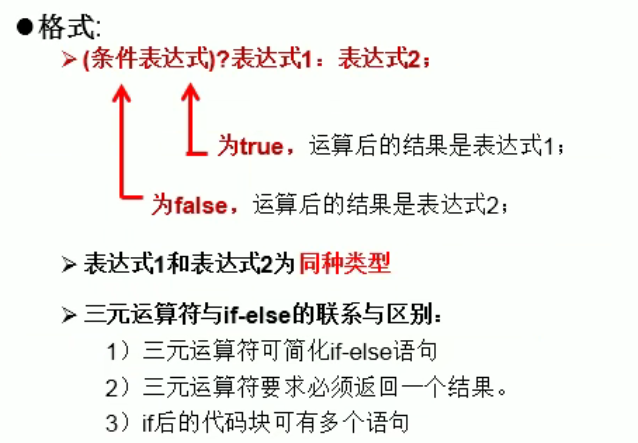 ●格式:
➢(条件表达式)?表达式1：表达式2；
为true，运算后的结果是表达式1；
为false，运算后的结果是表达式2；
➢表达式1和表达式2为同种类型
➢三元运算符与if-else的联系与区别：
1）三元运算符可简化if-else语句
2）三元运算符要求必须返回一个结果。
3）if后的代码块可有多个语句